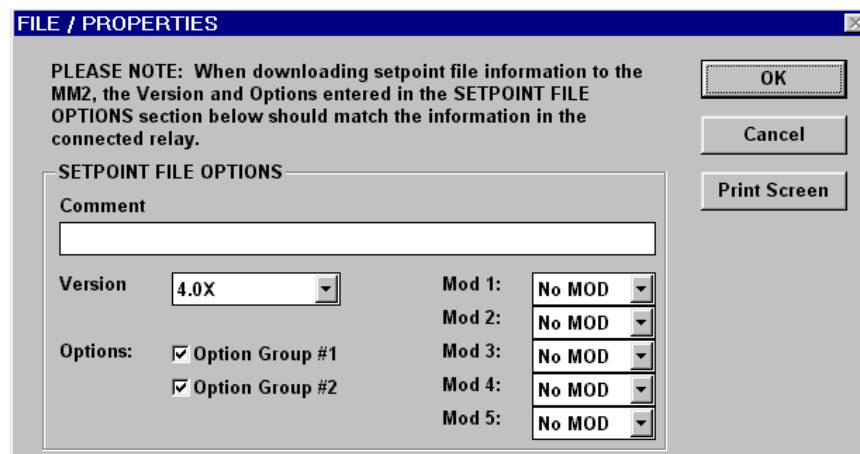 FILE / PROPERTIES
PLEASE NOTE: When downloading setpoint file information to the
MM2, the Version and Options entered in the SETPOINT FILE
OPTIONS section below should match the information in the
connected relay.
OK
Cancel
Print Screen
SETPOINT FILE OPTIONS
Comment
Version
4.0X
Options:
Option Group #1
Option Group #2
Mod 1:
No MOD
Mod 2:
No MOD
Mod 3:
No MOD
Mod 4:
No MOD
Mod 5:
No MOD